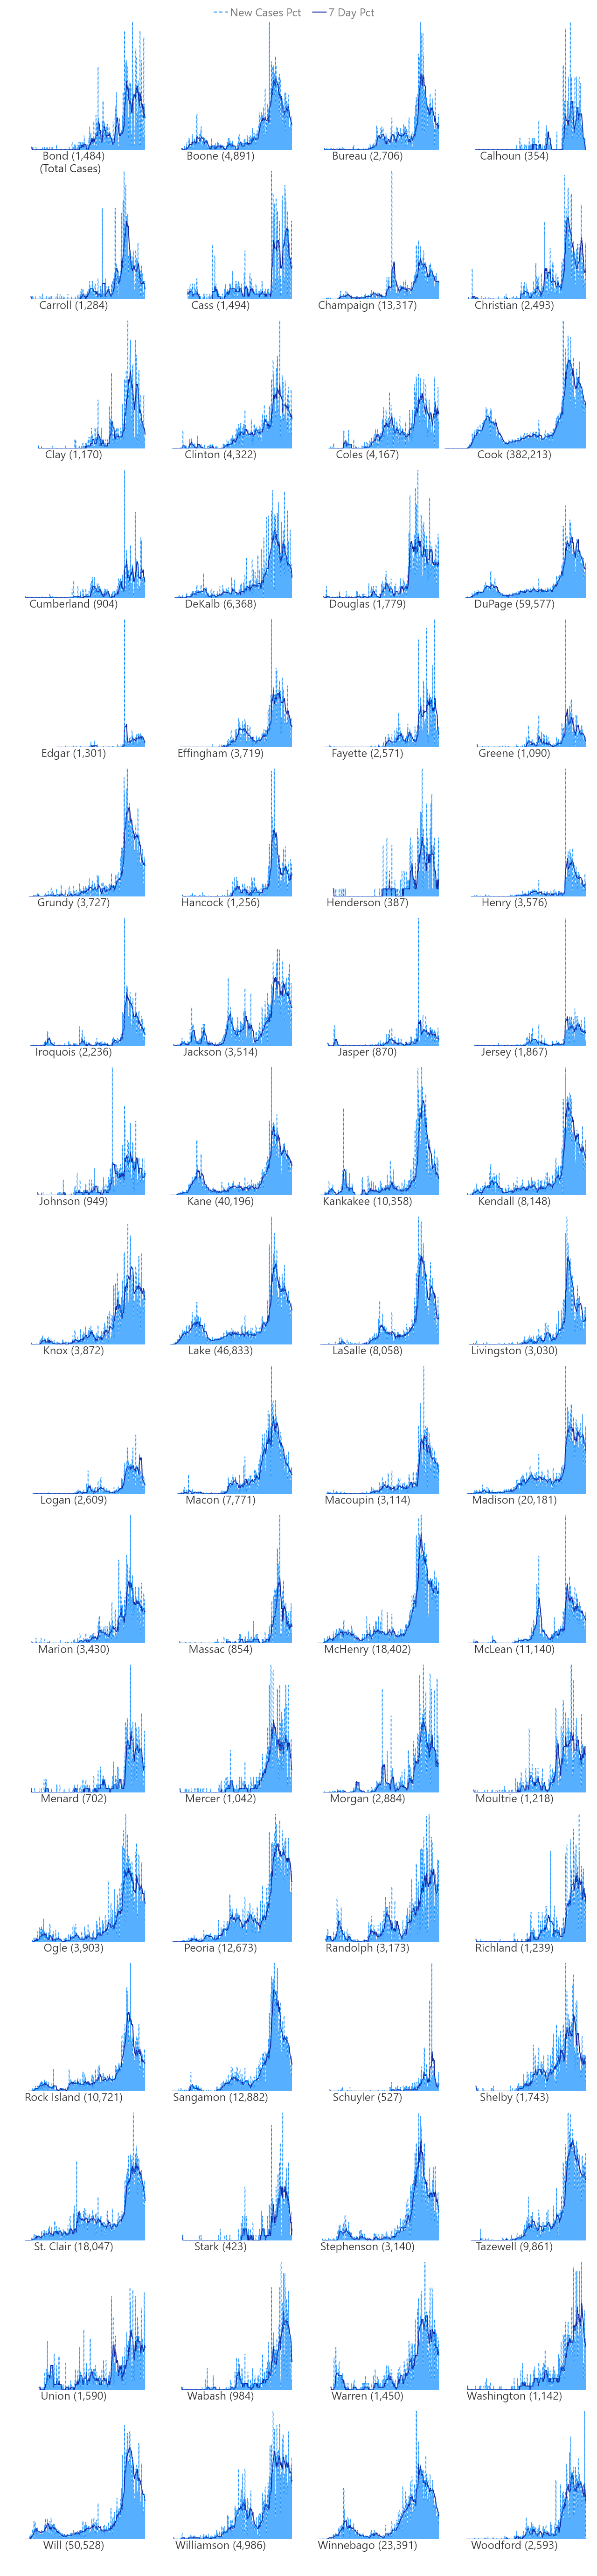 New Cases Pct 7 Day Pct
Bond (1,484) Boone (4,891) Bureau (2,706) Calhoun (354)
(Total Cases)
Carroll (1,284) Cass (1,494) Champaign (13,317) Christian (2,493)
Clay (1,170) Clinton (4,322) Coles (4,167) Cook (382,213)
Cumberland (904) DeKalb (6,368) Douglas (1,779) DuPage (59,577)
Edgar (1,301) Effingham (3,719) Fayette (2,571) Greene (1,090)
Grundy (3,727) Hancock (1,256) Henderson (387) Henry (3,576)
Iroquois (2,236) Jackson (3,514) Jasper (870) Jersey (1,867)
Johnson (949) Kane (40,196) Kankakee (10,358) Kendall (8,148)
Knox (3,872) Lake (46,833) LaSalle (8,058) Livingston (3,030)
Logan (2,609) Macon (7,771) Macoupin (3,114) Madison (20,181)
Marion (3,430) Massac (854) McHenry (18,402) McLean (11,140)
Menard (702) Mercer (1,042) Morgan (2,884) Moultrie (1,218)
Ogle (3,903) Peoria (12,673) Randolph (3,173) Richland (1,239)
Rock Island (10,721) Sangamon (12,882) Schuyler (527) Shelby (1,743)
St. Clair (18,047) Stark (423) Stephenson (3,140) Tazewell (9,861)
Union (1,590) Wabash (984) Warren (1,450) Washington (1,142)
Will (50,528) Williamson (4,986) Winnebago (23,391) Woodford (2,593)